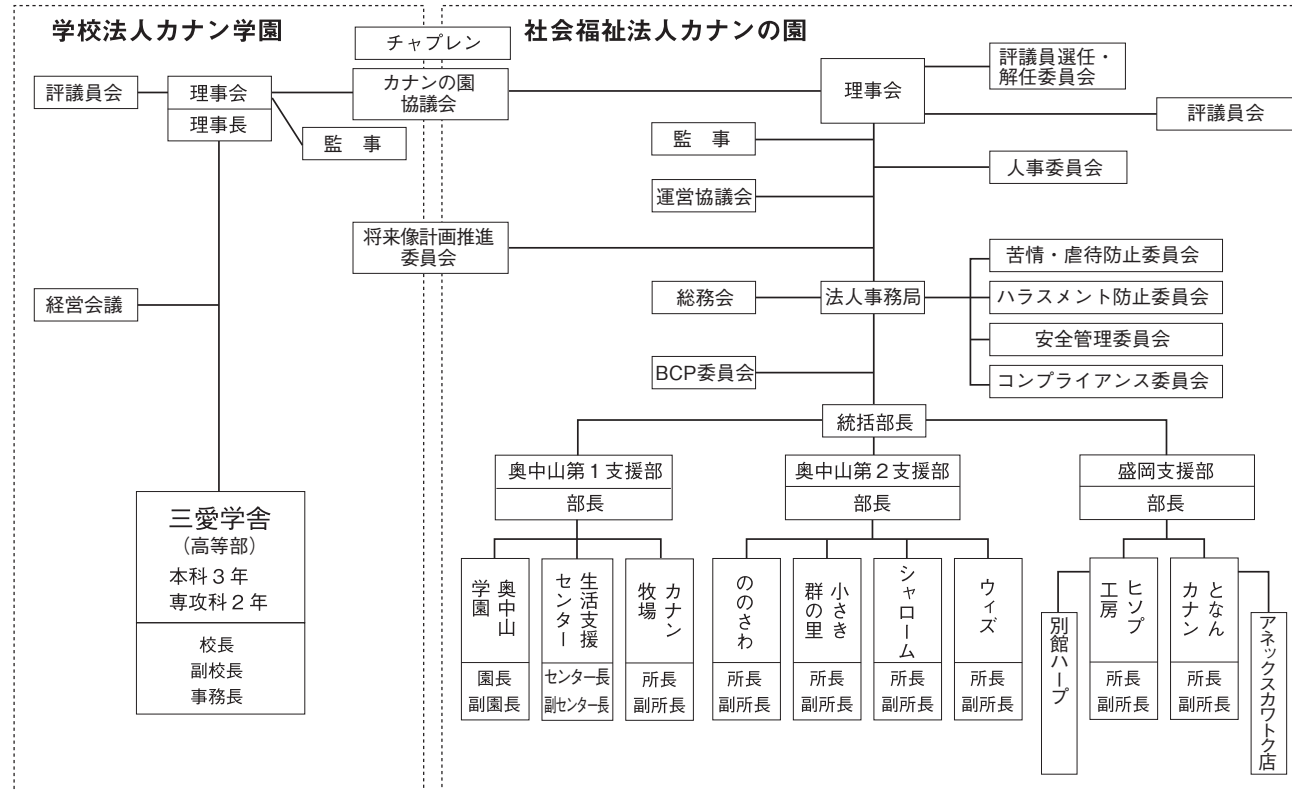 学校法人カナン学園
評議員会
理事会
理事長
監　事
経営会議
三愛学舎
（高等部）
本科３年
専攻科２年
校長
副校長
事務長
チャプレン
カナンの園
協議会
将来像計画推進
委員会
社会福祉法人カナンの園
理事会
評議員選任・
解任委員会
評議員会
監　事
人事委員会
運営協議会
総務会
法人事務局
苦情・虐待防止委員会
ハラスメント防止委員会
安全管理委員会
コンプライアンス委員会
BCP委員会
統括部長
奥中山第１支援部
部長
奥中山
学園
園長
副園長
生活支援
センター
センター長
副センター長
カナン
牧場
所長
副所長
奥中山第２支援部
部長
ののさわ
所長
副所長
小さき
群の里
所長
副所長
シャローム
所長
副所長
ウィズ
所長
副所長
盛岡支援部
部長
別館ハープ
ヒソプ
工房
所長
副所長
となん
カナン
所長
副所長
アネックスカワトク店